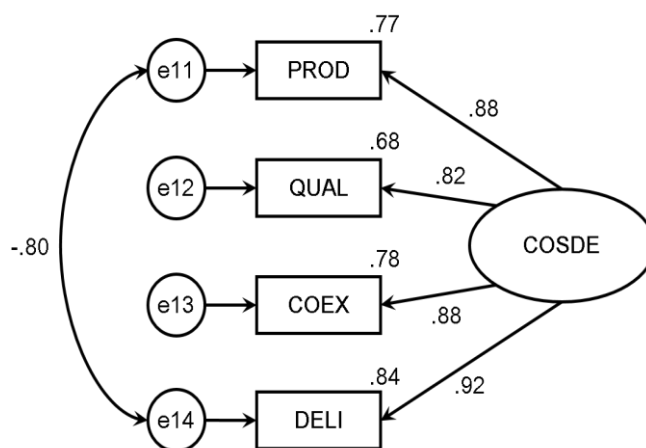 .77
e11 PROD
.88
.68
e12 QUAL
.82
COSDE
-.80
.78
e13 COEX
.88
.84
.92
e14 DELI